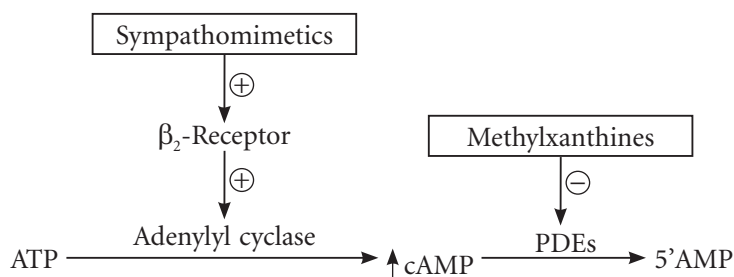 Sympathomimetics
+
β₂-Receptor
Methylxanthines
+
−
ATP Adenylyl cyclase ↑ cAMP PDEs 5’AMP